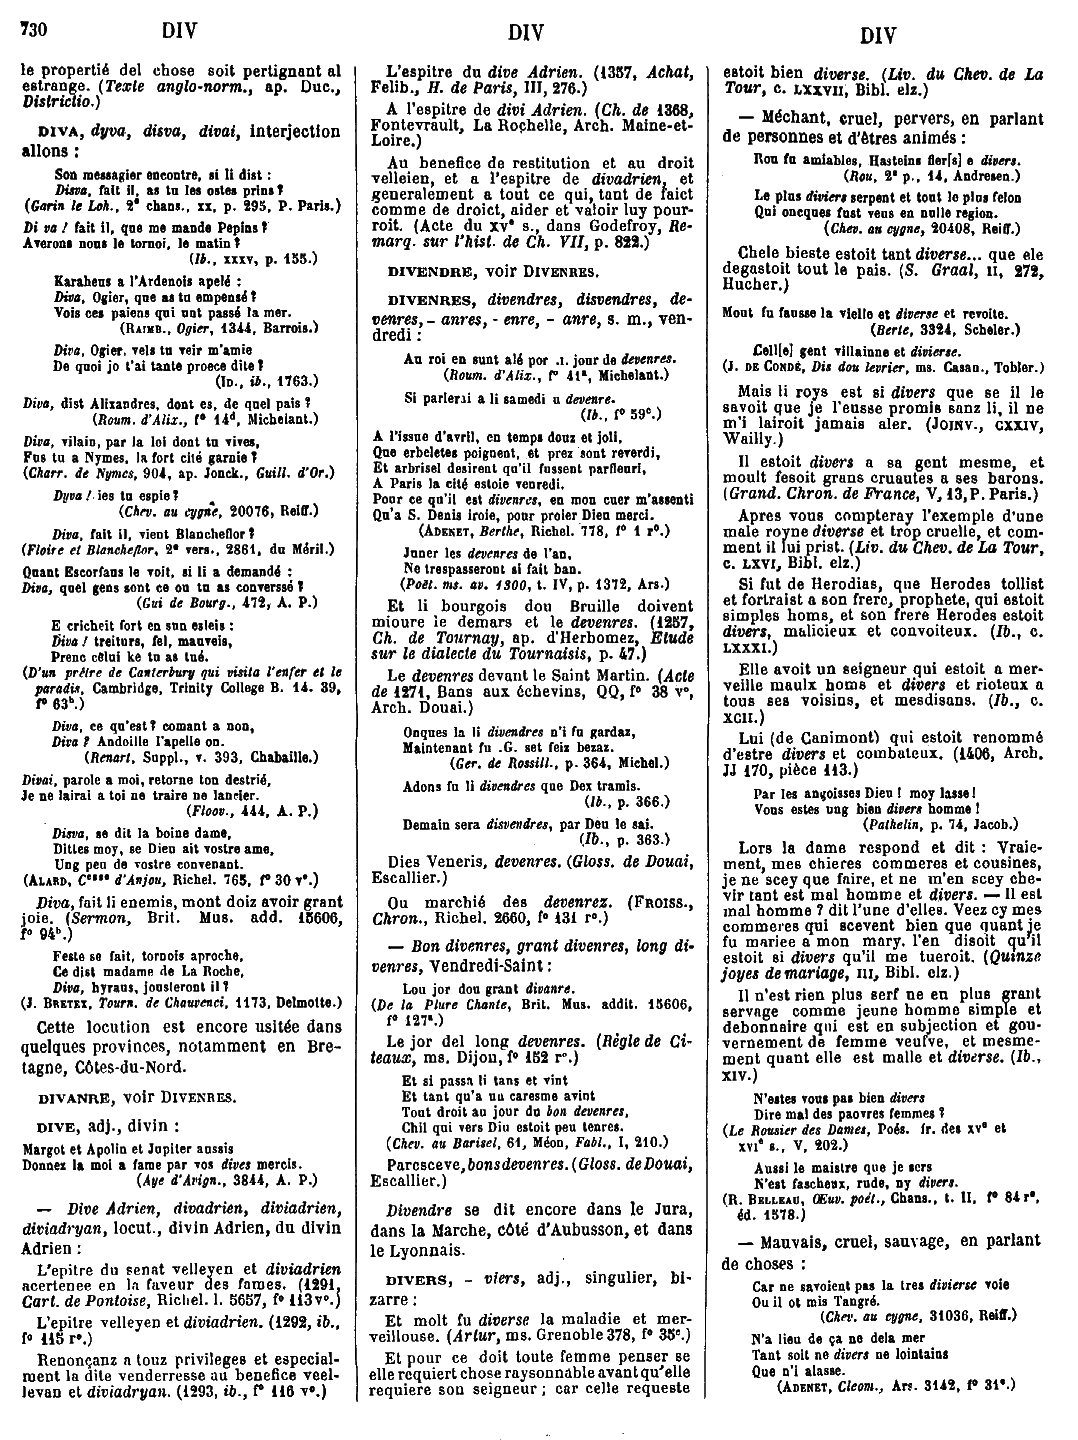 730 DIV DIV DIV
le propertié del chose soit pertignant al
estrange. (Texte anglo-norm., ap. Duc.,
Districtio.)
DIVA, dyva, disva, divai, interjection
allons :
Son messagier encontre, si li dist :
Disva, fait il, as tu les ostes prins ?
(Garin le Loh., 2e chans., xx, p. 295, P. Paris.)
Di va ! fait il, que me mande Pepins ?
Averons nous le tornoi, le matin ?
(Ib., xxxv, p. 155.)
Karaheus a l'Ardenois apelé :
Diva, Ogier, que as tu empensé ?
Vois ces paiens qui ont passé la mer.
(Raimb., Ogier, 1344, Barrois.)
Diva, Ogier, vels tu veir m'amie
De quoi jo t'ai tante proece dite ?
(Id., ib., 1763.)
Diva, dist Alixandres, dont es, de quel pais ?
(Roum. d'Alix., f° 14d, Michelant.)
Diva, vilain, par la loi dont tu vives,
Fus tu a Nymes, la fort cité garnie ?
(Charr. de Nymes, 904, ap. Jonck., Guill. d'Or.)
Dyva ! ies tu espie ?
(Chev. au cygne, 20076, Reiff.)
Diva, fait il, vient Blancheflor ?
(Floire et Blancheflor, 2e vers., 2861, du Méril.)
Quant Escorfans le voit, si li a demandé :
Diva, quel gens sont ce ou tu as converssé ?
(Gui de Bourg., 472, A. P.)
E cricheit fort en sun esleis :
Diva ! treiturs, fel, mauveis,
Prenc celui ke tu as tué.
(D'un prêtre de Canterbury qui visita l'enfer et le
paradis, Cambridge, Trinity College B. 14. 39,
f° 63b.)
Diva, ce qu'est ? comant a non,
Diva ? Andoille l'apelle on.
(Renart, Suppl., v. 393, Chabaille.)
Divai, parole a moi, retorne ton destrié,
Je ne lairai a toi ne traire ne lancier.
(Floov., 444, A. P.)
Disva, se dit la boine dame,
Dittes moy, se Dieu ait vostre ame,
Ung peu de vostre convenant.
(Alard, Cesse d'Anjou, Richel. 765, f° 30 v°.)
Diva, fait li enemis, mont doiz avoir grant
joie. (Sermon, Brit. Mus. add. 15606,
f° 94b.)
Feste se fait, tornois aproche,
Ce dist madame de La Roche,
Diva, hyraus, jousteront il ?
(J. Bretex, Tourn. de Chauvenci, 1173, Delmotte.)
Cette locution est encore usitée dans
quelques provinces, notamment en Bre-
tagne, Côtes-du-Nord.
DIVANRE, voir Divenres.
DIVE, adj., divin :
Margot et Apolin et Jupiter aussis
Donnez la moi a fame par vos dives mercis.
(Aye d'Avign., 3844, A. P.)
— Dive Adrien, divadrien, diviadrien,
diviadryan, locut., divin Adrien, du divin
Adrien :
L'epitre du senat velleyen et diviadrien
acertenee en la faveur des fames. (1291,
Cart. de Pontoise, Richel. l. 5657, f° 113 v°.)
L'epitre velleyen et diviadrien. (1292, ib.,
f° 115 r°.)
Renonçanz a touz privileges et especial-
ment la dite venderresse au benefice veel-
levan et diviadryan. (1293, ib., f° 116 v°.)
L'espitre du dive Adrien. (1357, Achat,
Felib., H. de Paris, III, 276.)
A l'espitre de divi Adrien. (Ch. de 1368,
Fontevrault, La Rochelle, Arch. Maine-et-
Loire.)
Au benefice de restitution et au droit
velleien, et a l'espitre de divadrien, et
generalement a tout ce qui, tant de faict
comme de droict, aider et valoir luy pour-
roit. (Acte du xve s., dans Godefroy, Re-
marq. sur l'hist. de Ch. VII, p. 822.)
DIVENDRE, voir Divenres.
DIVENRES, divendres, disvendres, de-
venres, - anres, - enre, - anre, s. m., ven-
dredi :
Au roi en sunt alé por .i. jour de devenres.
(Roum. d'Alix., f° 41a, Michelant.)
Si parlerai a li samedi u devenre.
(Ib., f° 59c.)
A l'issue d'avril, en temps douz et joli,
Que erbeletes poignent, et prez sont reverdi,
Et arbrisel desirent qu'il fussent parfleuri,
A Paris la cité estoie venredi.
Pour ce qu'il est divenres, en mon cuer m'assenti
Qu'a S. Denis iroie, pour proier Dieu merci.
(Adenet, Berthe, Richel. 778, f° 1 r°.)
Juner les devenres de l'an,
Ne trespasseront si fait ban.
(Poët. ms. av. 1300, t. IV, p. 1372, Ars.)
Et li bourgois dou Bruille doivent
mioure le demars et le devenres. (1257,
Ch. de Tournay, ap. d'Herbomez, Etude
sur le dialecte du Tournaisis, p. 47.)
Le devenres devant le Saint Martin. (Acte
de 1271, Bans aux échevins, QQ, f° 38 v°,
Arch. Douai.)
Onques la li divendres n'i fu gardaz,
Maintenant fu .G. set feiz bezaz.
(Ger. de Rossill., p. 364, Michel.)
Adons fu li divendres que Dex tramis.
(Ib., p. 366.)
Demain sera disvendres, par Deu le sai.
(Ib., p. 363.)
Dies Veneris, devenres. (Gloss. de Douai,
Escallier.)
Ou marchié des devenrez. (Froiss.,
Chron., Richel. 2660, f° 131 r°.)
— Bon divenres, grant divenres, long di-
venres, Vendredi-Saint :
Lou jor dou grant divanre.
(De la Plure Chante, Brit. Mus. addit. 15606,
f° 127a.)
Le jor del long devenres. (Règle de Ci-
teaux, ms. Dijon, f° 152 r°.)
Et si passa li tans et vint
Et tant qu'a uu caresme avint
Tout droit au jour du bon devenres,
Chil qui vers Diu estoit peu tenres.
(Chev. au Barisel, 61, Méon, Fabl., I, 210.)
Paresceve, bons devenres. (Gloss. de Douai,
Escallier.)
Divendre se dit encore dans le Jura,
dans la Marche, côté d'Aubusson, et dans
le Lyonnais.
DIVERS, - viers, adj., singulier, bi-
zarre :
Et molt fu diverse la maladie et mer-
veillouse. (Artur, ms. Grenoble 378, f° 35c.)
Et pour ce doit toute femme penser se
elle requiert chose raysonnable avant qu'elle
requiere son seigneur ; car celle requeste
estoit bien diverse. (Liv. du Chev. de La
Tour, c. LXXVII, Bibl. elz.)
— Méchant, cruel, pervers, en parlant
de personnes et d'êtres animés :
Rou fu amiables, Hasteins fier[s] e divers.
(Rou, 2e p., 14, Andresen.)
Le plus diviers serpent et tout le plus felon
Qui oncques fust veus en nulle region.
(Chev. au cygne, 20408, Reiff.)
Chele bieste estoit tant diverse... que ele
degastoit tout le pais. (S. Graal, II, 272,
Hucher.)
Mout fu fausse la vielle et diverse et revoite.
(Berte, 3324, Scheler.)
Cell[e] gent villainne et divierse.
(J. de Condé, Dis dou levrier, ms. Casan., Tobler.)
Mais li roys est si divers que se il le
savoit que je l'eusse promis sanz li, il ne
m'i lairoit jamais aler. (Joinv., CXXIV,
Wailly.)
Il estoit divers a sa gent mesme, et
moult fesoit grans cruautes a ses barons.
(Grand. Chron. de France, V, 13, P. Paris.)
Apres vous compteray l'exemple d'une
male royne diverse et trop cruelle, et com-
ment il lui prist. (Liv. du Chev. de La Tour,
c. LXVI, Bibl. elz.)
Si fut de Herodias, que Herodes tollist
et fortraist a son frere, prophete, qui estoit
simples homs, et son frere Herodes estoit
divers, malicieux et convoiteux. (Ib., c.
LXXXI.)
Elle avoit un seigneur qui estoit a mer-
veille maulx homs et divers et rioteux a
tous ses voisins, et mesdisans. (Ib., c.
XCII.)
Lui (de Canimont) qui estoit renommé
d'estre divers et combateux. (1406, Arch.
JJ 170, pièce 113.)
Par les angoisses Dieu ! moy lasse !
Vous estes ung bien divers homme !
(Pathelin, p. 74, Jacob.)
Lors la dame respond et dit : Vraie-
ment, mes chieres commeres et cousines,
je ne scey que faire, et ne m'en scey che-
vir tant est mal homme et divers. — Il est
mal homme ? dit l'une d'elles. Veez cy mes
commeres qui scevent bien que quant je
fu mariee a mon mary, l'en disoit qu'il
estoit si divers qu'il me tueroit. (Quinze
joyes de mariage, III, Bibl. elz.)
Il n'est rien plus serf ne en plus grant
servage comme jeune homme simple et
debonnaire qui est en subjection et gou-
vernement de femme veufve, et mesme-
ment quant elle est malle et diverse. (Ib.,
XIV.)
N'estes vous pas bien divers
Dire mal des paovres femmes ?
(Le Rousier des Dames, Poés. fr. des xve et
xvie s., V, 202.)
Aussi le maistre que je sers
N'est fascheux, rude, ny divers.
(R. Belleau, Œuv. poét., Chans., t. II, f° 84 r°,
éd. 1578.)
— Mauvais, cruel, sauvage, en parlant
de choses :
Car ne savoient pas la tres divierse voie
Ou il ot mis Tangré.
(Chev. au cygne, 31036, Reiff.)
N'a lieu de ça ne dela mer
Tant soit ne divers ne lointains
Que n'i alasse.
(Adenet, Cleom., Ars. 3142, f° 31a.)